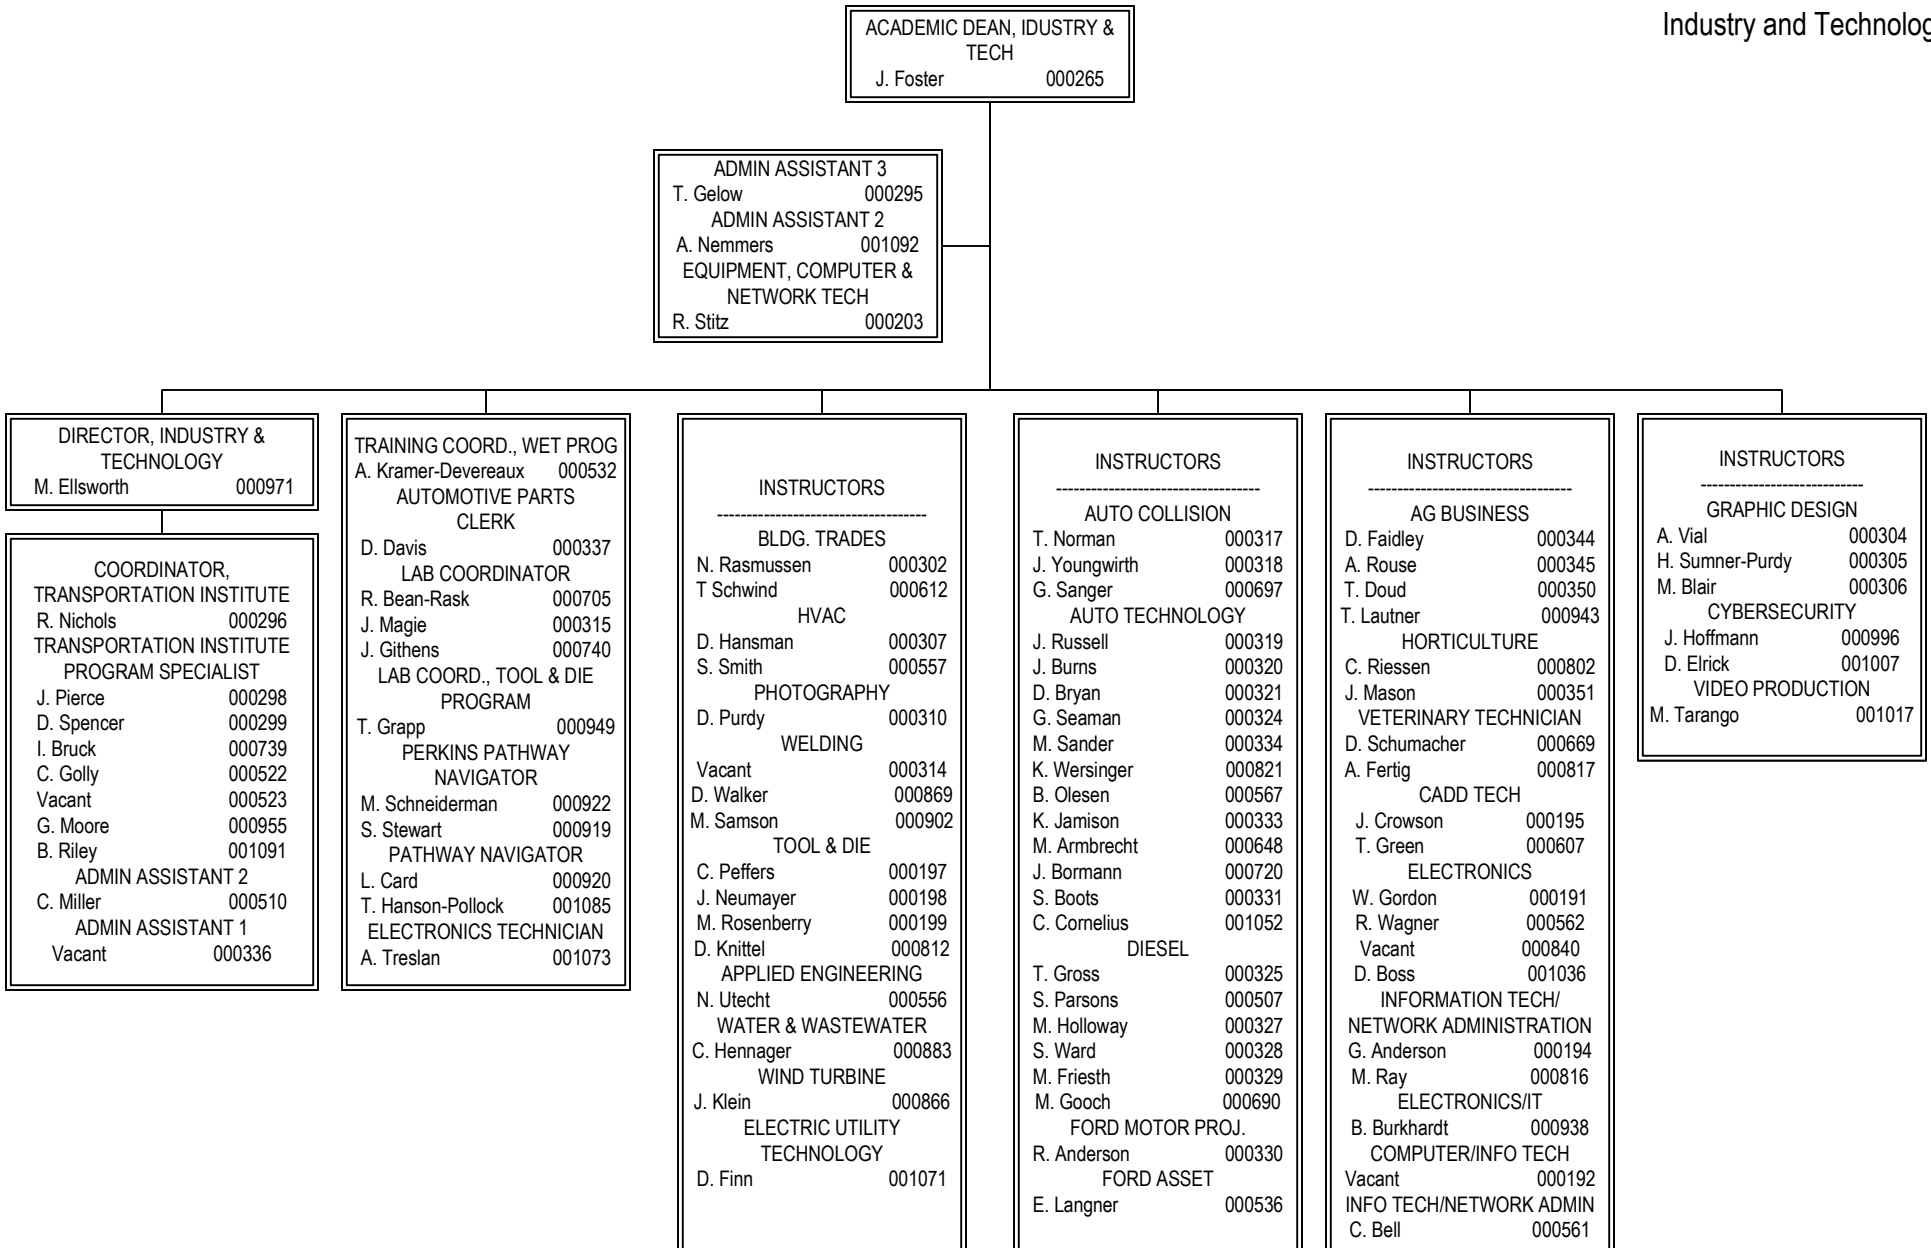 Industry and Technolog
ACADEMIC DEAN, IDUSTRY &
TECH
J. Foster 000265
ADMIN ASSISTANT 3
T. Gelow 000295
ADMIN ASSISTANT 2
A. Nemmers 001092
EQUIPMENT, COMPUTER &
NETWORK TECH
R. Stitz 000203
DIRECTOR, INDUSTRY &
TECHNOLOGY
M. Ellsworth 000971
COORDINATOR,
TRANSPORTATION INSTITUTE
R. Nichols 000296
TRANSPORTATION INSTITUTE
PROGRAM SPECIALIST
J. Pierce 000298
D. Spencer 000299
I. Bruck 000739
C. Golly 000522
Vacant 000523
G. Moore 000955
B. Riley 001091
ADMIN ASSISTANT 2
C. Miller 000510
ADMIN ASSISTANT 1
Vacant 000336
TRAINING COORD., WET PROG
A. Kramer-Devereaux 000532
AUTOMOTIVE PARTS
CLERK
D. Davis 000337
LAB COORDINATOR
R. Bean-Rask 000705
J. Magie 000315
J. Githens 000740
LAB COORD., TOOL & DIE
PROGRAM
T. Grapp 000949
PERKINS PATHWAY
NAVIGATOR
M. Schneiderman 000922
S. Stewart 000919
PATHWAY NAVIGATOR
L. Card 000920
T. Hanson-Pollock 001085
ELECTRONICS TECHNICIAN
A. Treslan 001073
INSTRUCTORS
------------------------------------
BLDG. TRADES
N. Rasmussen 000302
T Schwind 000612
HVAC
D. Hansman 000307
S. Smith 000557
PHOTOGRAPHY
D. Purdy 000310
WELDING
Vacant 000314
D. Walker 000869
M. Samson 000902
TOOL & DIE
C. Peffers 000197
J. Neumayer 000198
M. Rosenberry 000199
D. Knittel 000812
APPLIED ENGINEERING
N. Utecht 000556
WATER & WASTEWATER
C. Hennager 000883
WIND TURBINE
J. Klein 000866
ELECTRIC UTILITY
TECHNOLOGY
D. Finn 001071
INSTRUCTORS
-----------------------------------
AUTO COLLISION
T. Norman 000317
J. Youngwirth 000318
G. Sanger 000697
AUTO TECHNOLOGY
J. Russell 000319
J. Burns 000320
D. Bryan 000321
G. Seaman 000324
M. Sander 000334
K. Wersinger 000821
B. Olesen 000567
K. Jamison 000333
M. Armbrecht 000648
J. Bormann 000720
S. Boots 000331
C. Cornelius 001052
DIESEL
T. Gross 000325
S. Parsons 000507
M. Holloway 000327
S. Ward 000328
M. Friesth 000329
M. Gooch 000690
FORD MOTOR PROJ.
R. Anderson 000330
FORD ASSET
E. Langner 000536
INSTRUCTORS
-----------------------------------
AG BUSINESS
D. Faidley 000344
A. Rouse 000345
T. Doud 000350
T. Lautner 000943
HORTICULTURE
C. Riessen 000802
J. Mason 000351
VETERINARY TECHNICIAN
D. Schumacher 000669
A. Fertig 000817
CADD TECH
J. Crowson 000195
T. Green 000607
ELECTRONICS
W. Gordon 000191
R. Wagner 000562
Vacant 000840
D. Boss 001036
INFORMATION TECH/
NETWORK ADMINISTRATION
G. Anderson 000194
M. Ray 000816
ELECTRONICS/IT
B. Burkhardt 000938
COMPUTER/INFO TECH
Vacant 000192
INFO TECH/NETWORK ADMIN
C. Bell 000561
INSTRUCTORS
----------------------------
GRAPHIC DESIGN
A. Vial 000304
H. Sumner-Purdy 000305
M. Blair 000306
CYBERSECURITY
J. Hoffmann 000996
D. Elrick 001007
VIDEO PRODUCTION
M. Tarango 001017